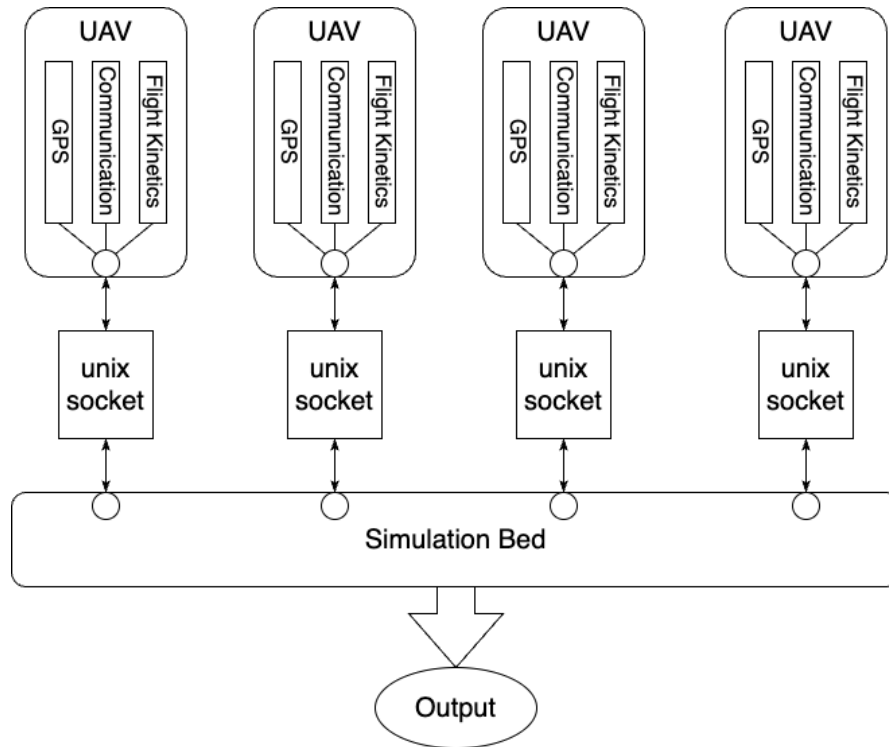 UAV
GPS
Communication
Flight Kinetics
UAV
GPS
Communication
Flight Kinetics
UAV
GPS
Communication
Flight Kinetics
UAV
GPS
Communication
Flight Kinetics
unix
socket
unix
socket
unix
socket
unix
socket
Simulation Bed
Output